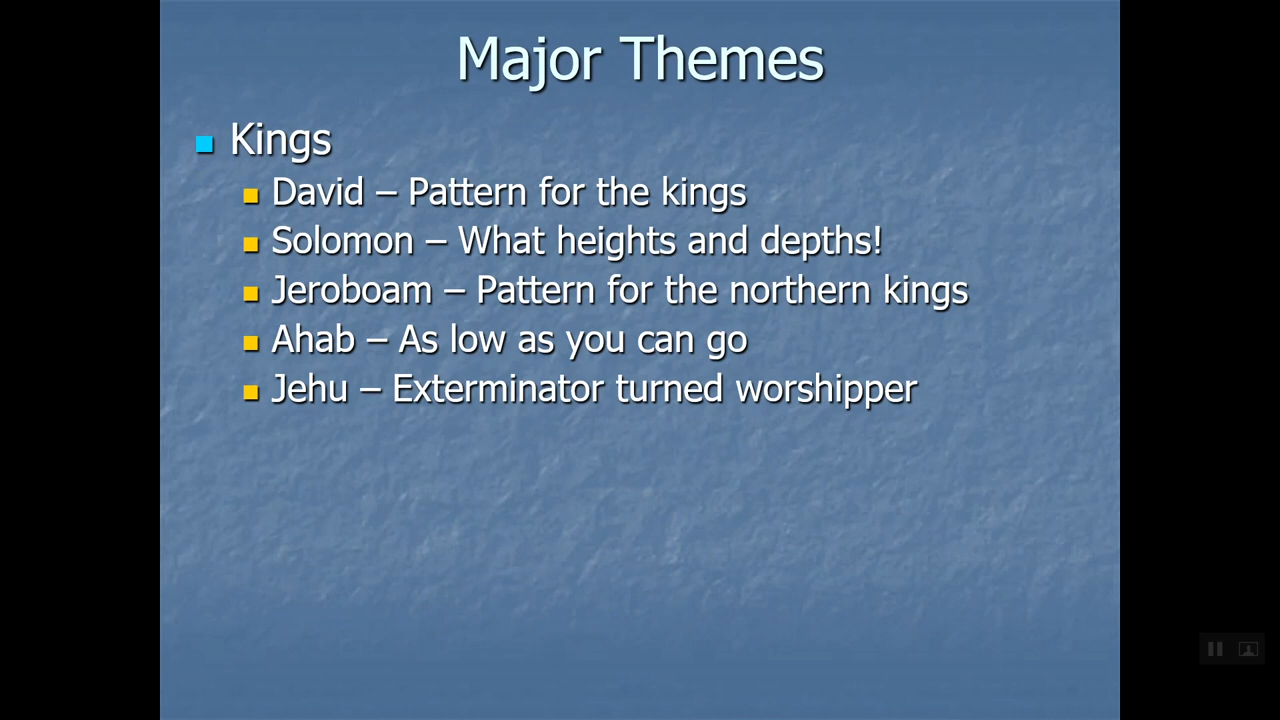 Major Themes
Kings
David – Pattern for the kings
Solomon – What heights and depths!
Jeroboam – Pattern for the northern kings
Ahab – As low as you can go
Jehu – Exterminator turned worshipper